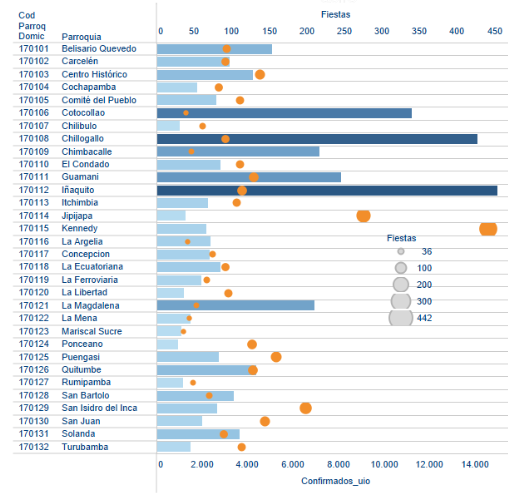 Cod
Parroq
Domic Parroquia
Fiestas
0 50 100 150 200 250 300 350 400 450
170101 Belisario Quevedo
170102 Carcelén
170103 Centro Histórico
170104 Cochapamba
170105 Comité del Pueblo
170106 Cotocollao
170107 Chilibulo
170108 Chillogallo
170109 Chimbacalle
170110 El Condado
170111 Guamani
170112 Iñaquito
170113 Itchimbia
170114 Jipijapa
170115 Kennedy
170116 La Argelia
170117 Concepcion
170118 La Ecuatoriana
170119 La Ferroviaria
170120 La Libertad
170121 La Magdalena
170122 La Mena
170123 Mariscal Sucre
170124 Ponceano
170125 Puengasi
170126 Quitumbe
170127 Rumipamba
170128 San Bartolo
170129 San Isidro del Inca
170130 San Juan
170131 Solanda
170132 Turubamba
Fiestas
36
100
200
300
442
0 2.000 4.000 6.000 8.000 10.000 12.000 14.000
Confirmados_uio